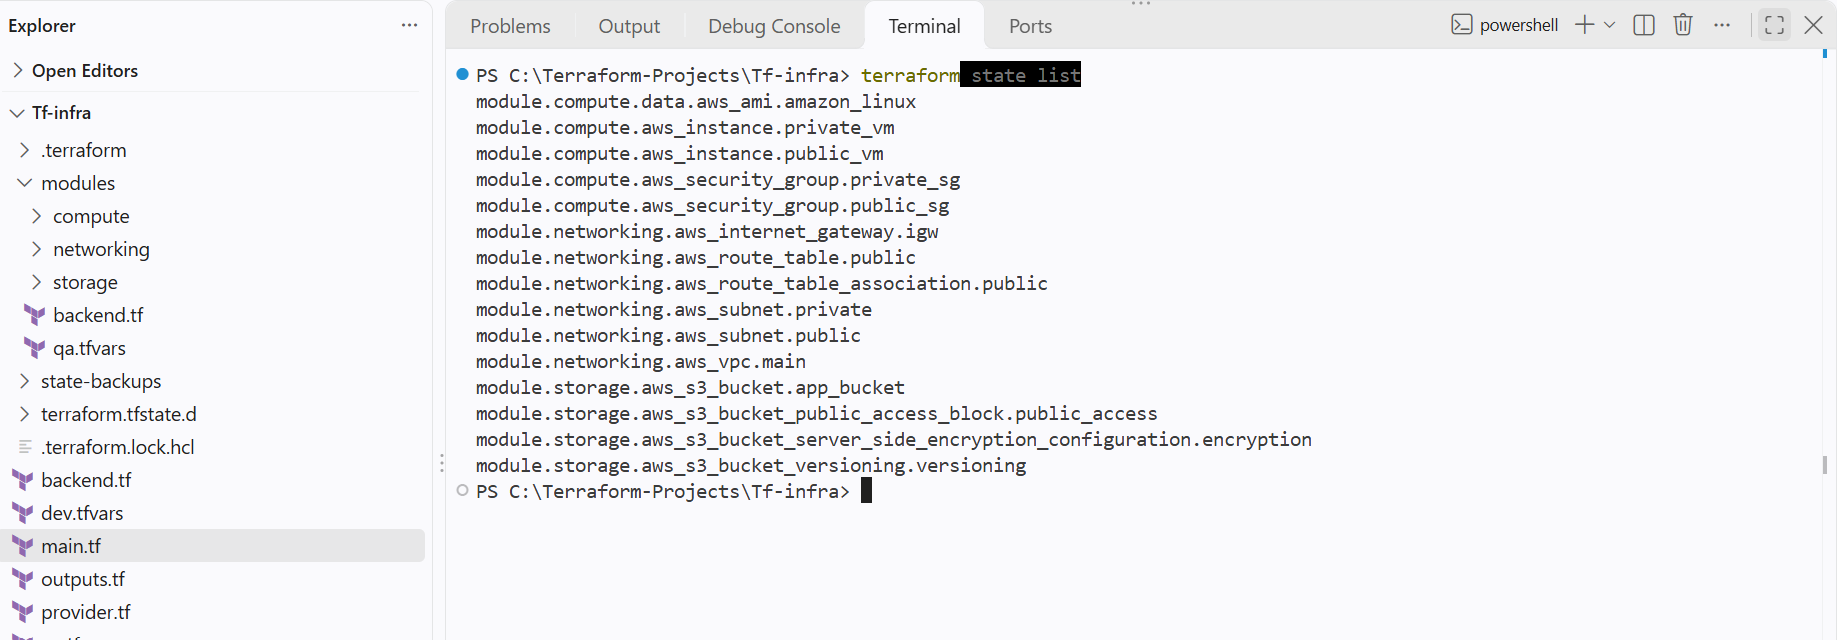 Explorer
Open Editors
Tf-infra
.terraform
modules
compute
networking
storage
backend.tf
qa.tfvars
state-backups
terraform.tfstate.d
.terraform.lock.hcl
backend.tf
dev.tfvars
main.tf
outputs.tf
provider.tf
Problems Output Debug Console Terminal Ports powershell
PS C:\Terraform-Projects\Tf-infra> terraform state list
module.compute.data.aws_ami.amazon_linux
module.compute.aws_instance.private_vm
module.compute.aws_instance.public_vm
module.compute.aws_security_group.private_sg
module.compute.aws_security_group.public_sg
module.networking.aws_internet_gateway.igw
module.networking.aws_route_table.public
module.networking.aws_route_table_association.public
module.networking.aws_subnet.private
module.networking.aws_subnet.public
module.networking.aws_vpc.main
module.storage.aws_s3_bucket.app_bucket
module.storage.aws_s3_bucket_public_access_block.public_access
module.storage.aws_s3_bucket_server_side_encryption_configuration.encryption
module.storage.aws_s3_bucket_versioning.versioning
PS C:\Terraform-Projects\Tf-infra>